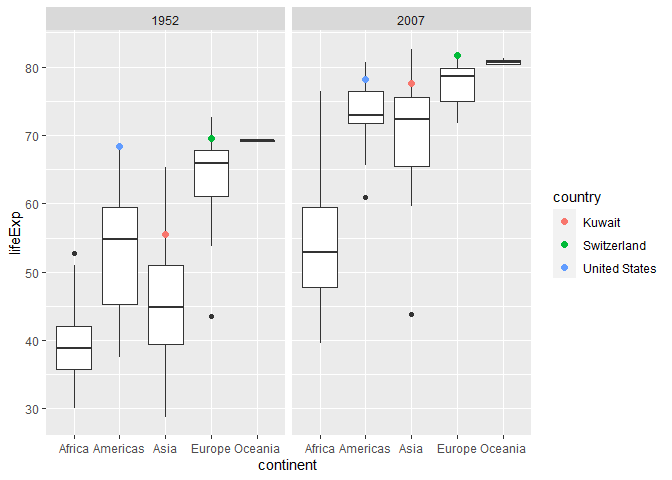 1952 2007
lifeExp
80
70
60
50
40
30
Africa Americas Asia Europe Oceania Africa Americas Asia Europe Oceania
continent
country
Kuwait
Switzerland
United States